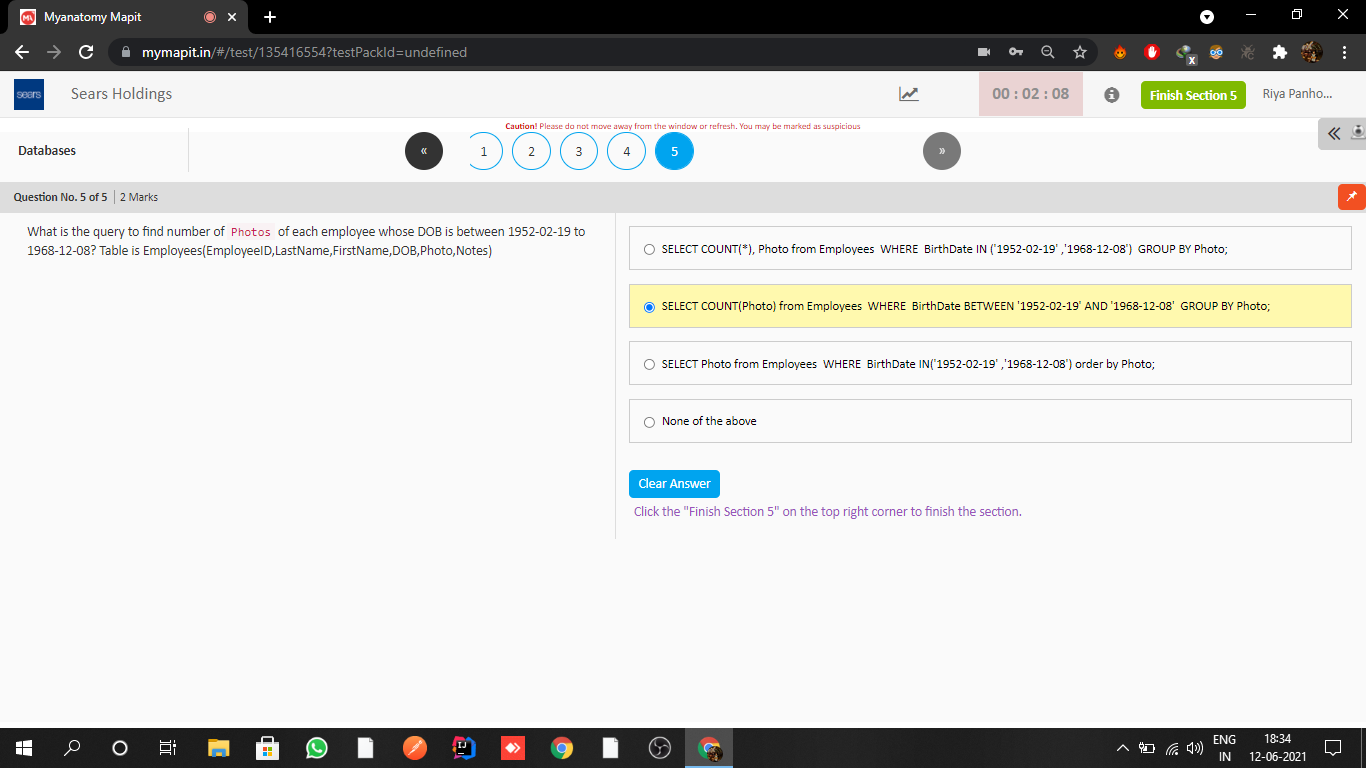 Myanatomy Mapit
mymapit.in/#/test/135416554?testPackId=undefined
sears
Sears Holdings
00 : 02 : 08
Finish Section 5
Riya Panho...
Caution! Please do not move away from the window or refresh, You may be marked as suspicious
Databases
«
1
2
3
4
5
»
Question No. 5 of 5
2 Marks
What is the query to find number of Photos of each employee whose DOB is between 1952-02-19 to
1968-12-08? Table is Employees(EmployeeID,LastName,FirstName,DOB,Photo,Notes)
SELECT COUNT(*), Photo from Employees WHERE BirthDate IN ('1952-02-19' ,'1968-12-08') GROUP BY Photo;
SELECT COUNT(Photo) from Employees WHERE BirthDate BETWEEN '1952-02-19' AND '1968-12-08' GROUP BY Photo;
SELECT Photo from Employees WHERE BirthDate IN('1952-02-19' ,'1968-12-08') order by Photo;
None of the above
Clear Answer
Click the "Finish Section 5" on the top right corner to finish the section.
ENG
IN
18:34
12-06-2021